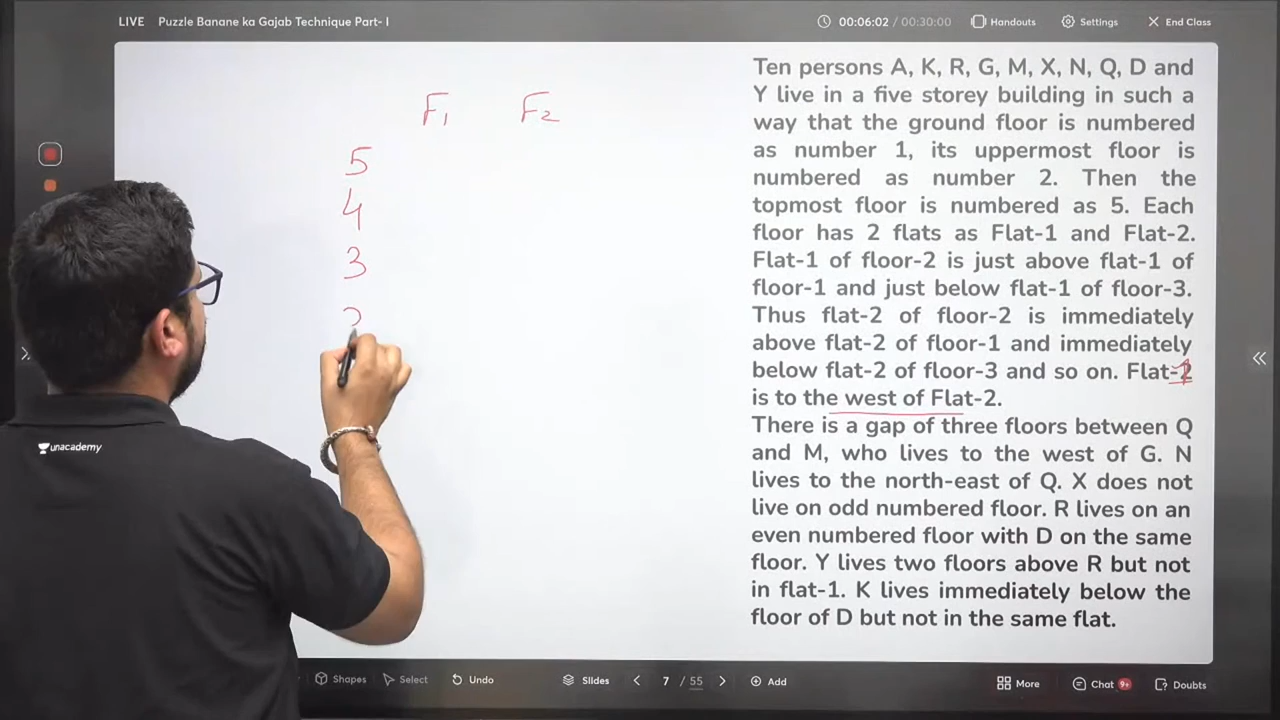 LIVE Puzzle Banane ka Gajab Technique Part- I 00:06:02 / 00:30:00 Handouts Settings End Class
Ten persons A, K, R, G, M, X, N, Q, D and
Y live in a five storey building in such a
way that the ground floor is numbered
as number 1, its uppermost floor is
numbered as number 2. Then the
topmost floor is numbered as 5. Each
floor has 2 flats as Flat-1 and Flat-2.
Flat-1 of floor-2 is just above flat-1 of
floor-1 and just below flat-1 of floor-3.
Thus flat-2 of floor-2 is immediately
above flat-2 of floor-1 and immediately
below flat-2 of floor-3 and so on. Flat-1
is to the west of Flat-2.
There is a gap of three floors between Q
and M, who lives to the west of G. N
lives to the north-east of Q. X does not
live on odd numbered floor. R lives on an
even numbered floor with D on the same
floor. Y lives two floors above R but not
in flat-1. K lives immediately below the
floor of D but not in the same flat.
F1 F2
5
4
3
unacademy
Shapes Select Undo Slides 7 / 55 Add More Chat 9+ Doubts